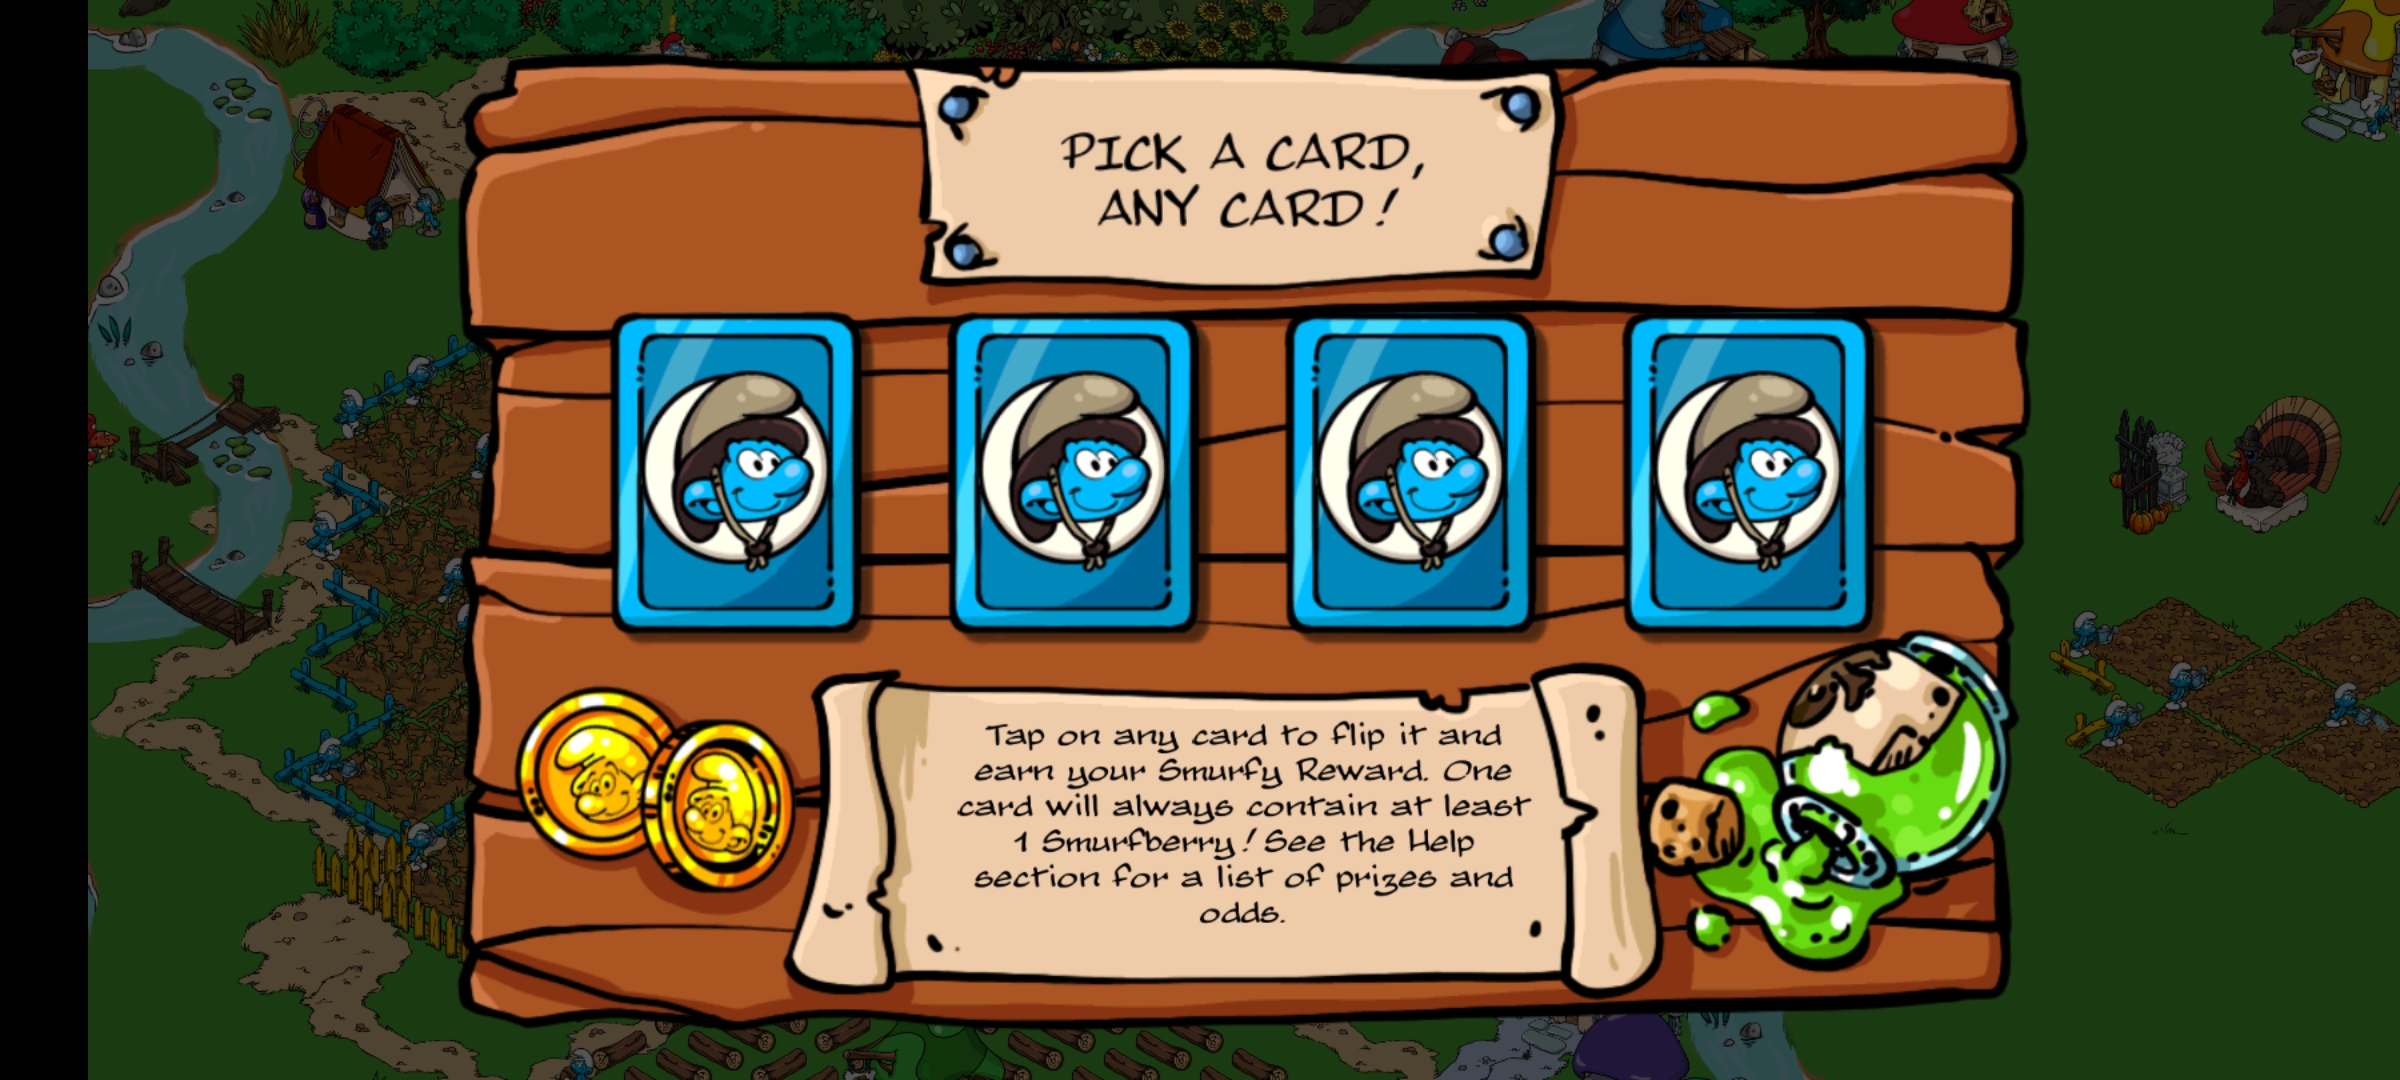 PICK A CARD,
ANY CARD!
Tap on any card to flip it and
earn your Smurfy Reward. One
card will always contain at least
1 Smurfberry! See the Help
section for a list of prizes and
odds.